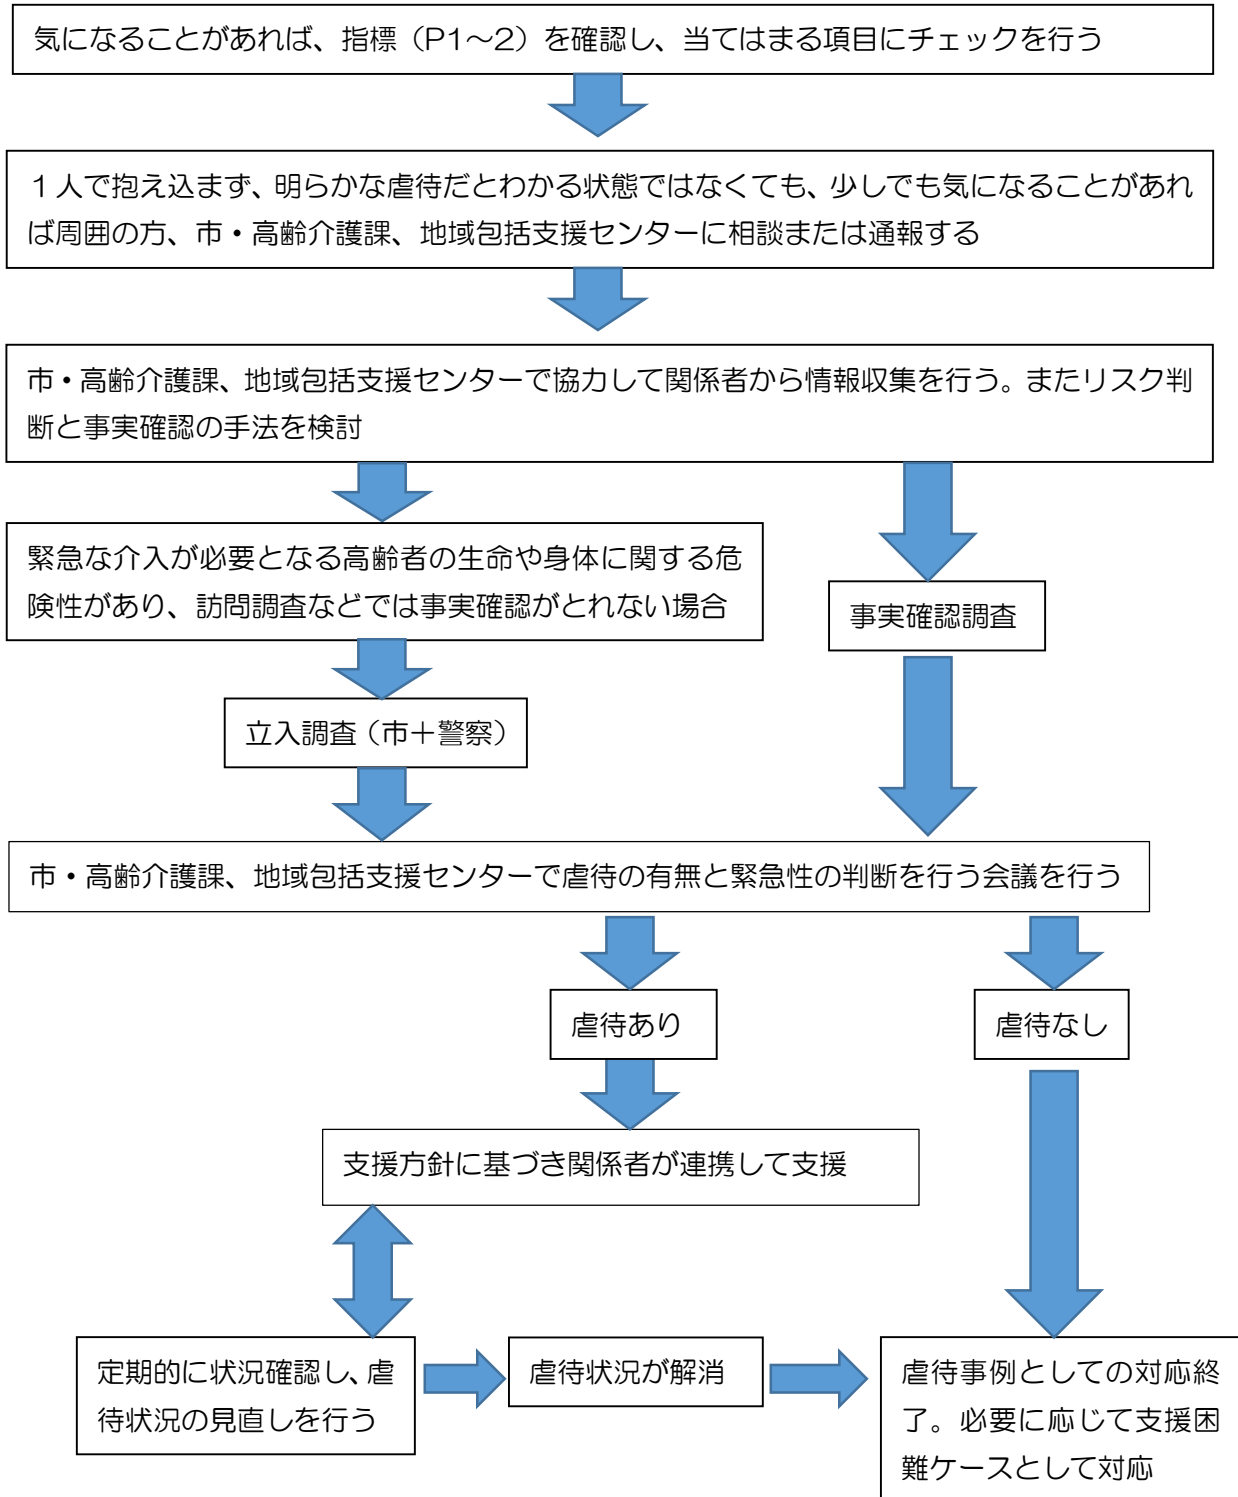 気になることがあれば、指標（P1～2）を確認し、当てはまる項目にチェックを行う
1人で抱え込まず、明らかな虐待だとわかる状態ではなくても、少しでも気になることがあれ
ば周囲の方、市・高齢介護課、地域包括支援センターに相談または通報する
市・高齢介護課、地域包括支援センターで協力して関係者から情報収集を行う。またリスク判
断と事実確認の手法を検討
緊急な介入が必要となる高齢者の生命や身体に関する危
険性があり、訪問調査などでは事実確認がとれない場合
事実確認調査
立入調査（市＋警察）
市・高齢介護課、地域包括支援センターで虐待の有無と緊急性の判断を行う会議を行う
虐待あり
虐待なし
支援方針に基づき関係者が連携して支援
定期的に状況確認し、虐
待状況の見直しを行う
虐待状況が解消
虐待事例としての対応終
了。必要に応じて支援困
難ケースとして対応